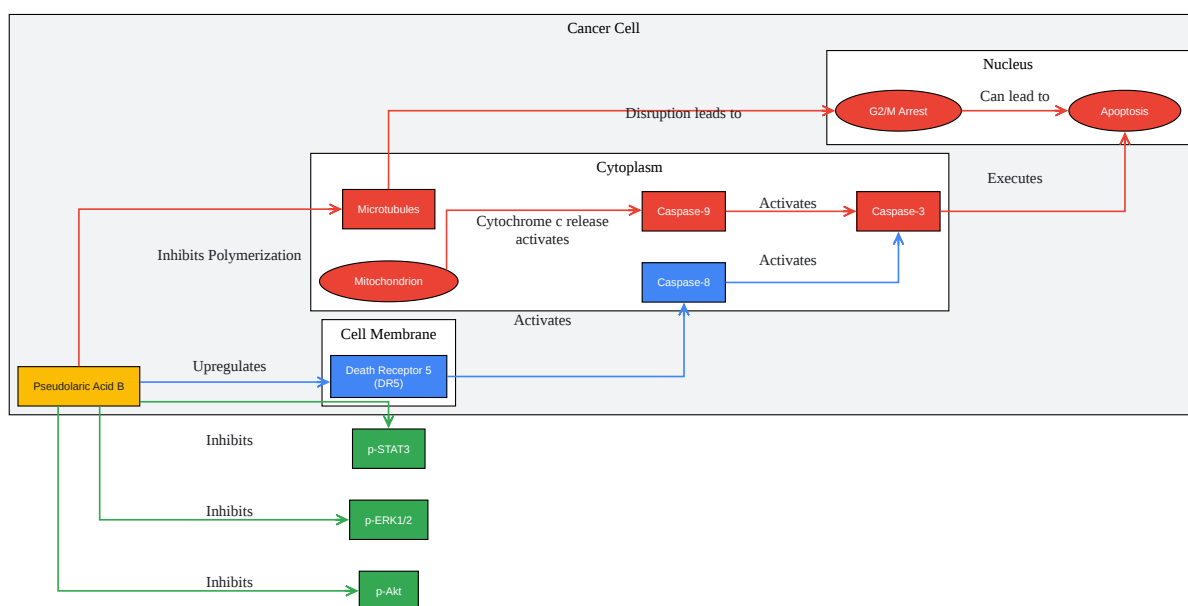 Cancer Cell
Nucleus
G2/M Arrest
Can lead to
Apoptosis
Disruption leads to
Cytoplasm
Microtubules
Cytochrome c release
activates
Caspase-9
Activates
Caspase-3
Executes
Inhibits Polymerization
Mitochondrion
Caspase-8
Activates
Activates
Cell Membrane
Pseudolaric Acid B
Upregulates
Death Receptor 5
(DR5)
Inhibits
p-STAT3
Inhibits
p-ERK1/2
Inhibits
p-Akt